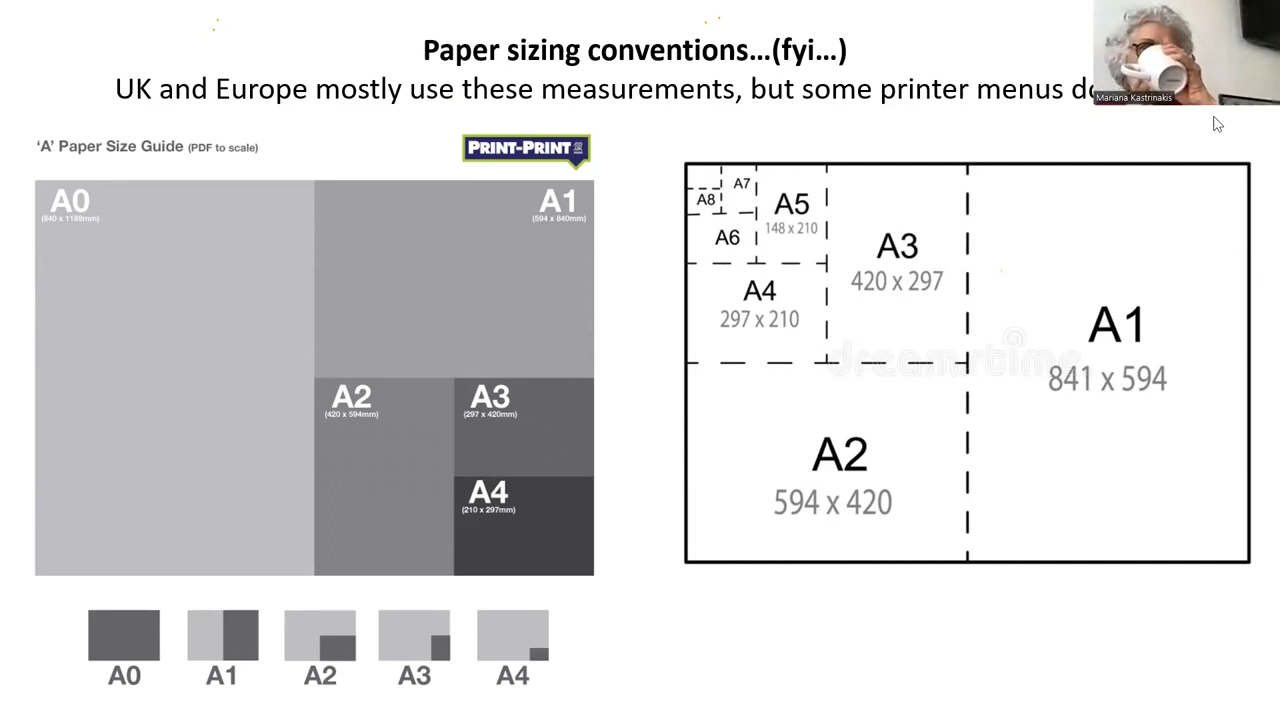 Paper sizing conventions…(fyi…)
UK and Europe mostly use these measurements, but some printer menus do
Mariana Kastrinakis
'A' Paper Size Guide (PDF to scale)
PRINT-PRINT
A0
(840 x 1189mm)
A1
(594 x 840mm)
A2
(420 x 594mm)
A3
(297 x 420mm)
A4
(210 x 297mm)
A0
A1
A2
A3
A4
A7
A8
A5
148 x 210
A6
A4
297 x 210
A3
420 x 297
A1
841 x 594
A2
594 x 420
dreamstime